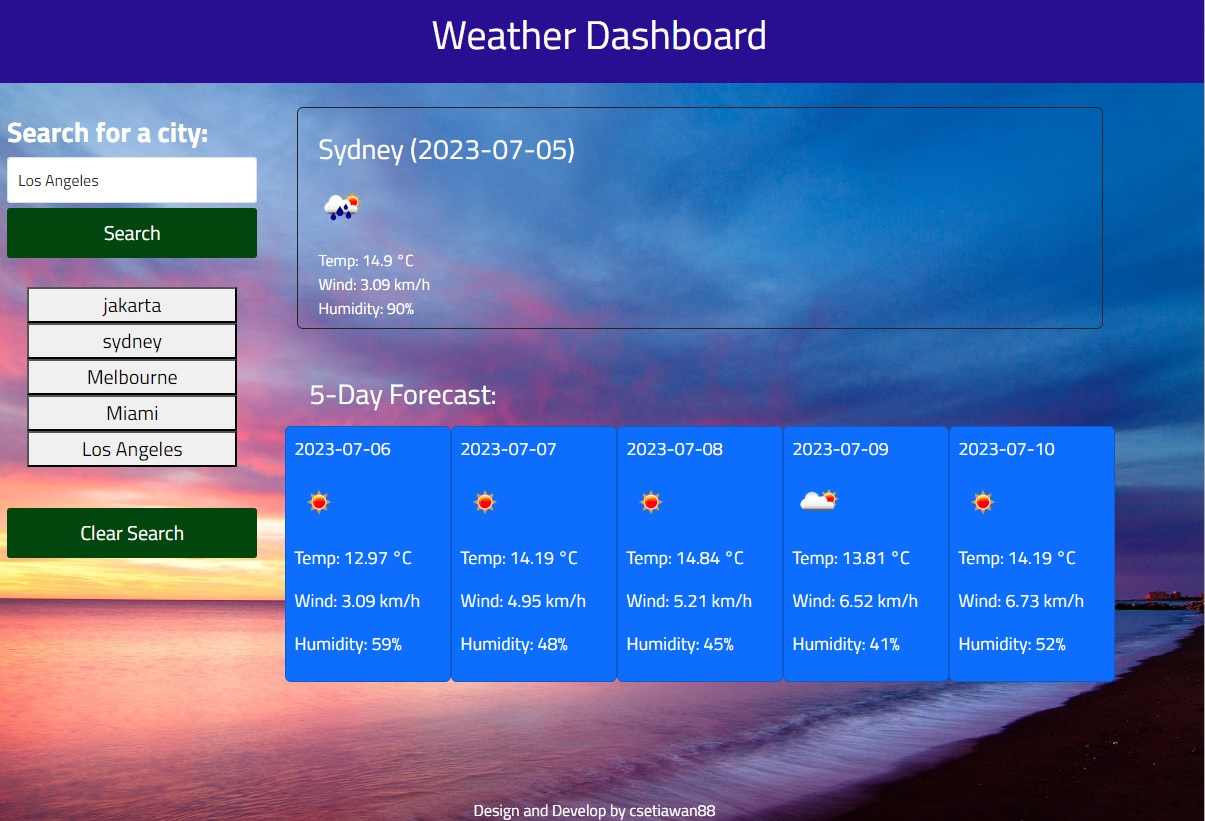 Weather Dashboard
Search for a city:
Los Angeles
Search
jakarta
sydney
Melbourne
Miami
Los Angeles
Clear Search
Sydney (2023-07-05)
Temp: 14.9 °C
Wind: 3.09 km/h
Humidity: 90%
5-Day Forecast:
2023-07-06
Temp: 12.97 °C
Wind: 3.09 km/h
Humidity: 59%
2023-07-07
Temp: 14.19 °C
Wind: 4.95 km/h
Humidity: 48%
2023-07-08
Temp: 14.84 °C
Wind: 5.21 km/h
Humidity: 45%
2023-07-09
Temp: 13.81 °C
Wind: 6.52 km/h
Humidity: 41%
2023-07-10
Temp: 14.19 °C
Wind: 6.73 km/h
Humidity: 52%
Design and Develop by csetiawan88